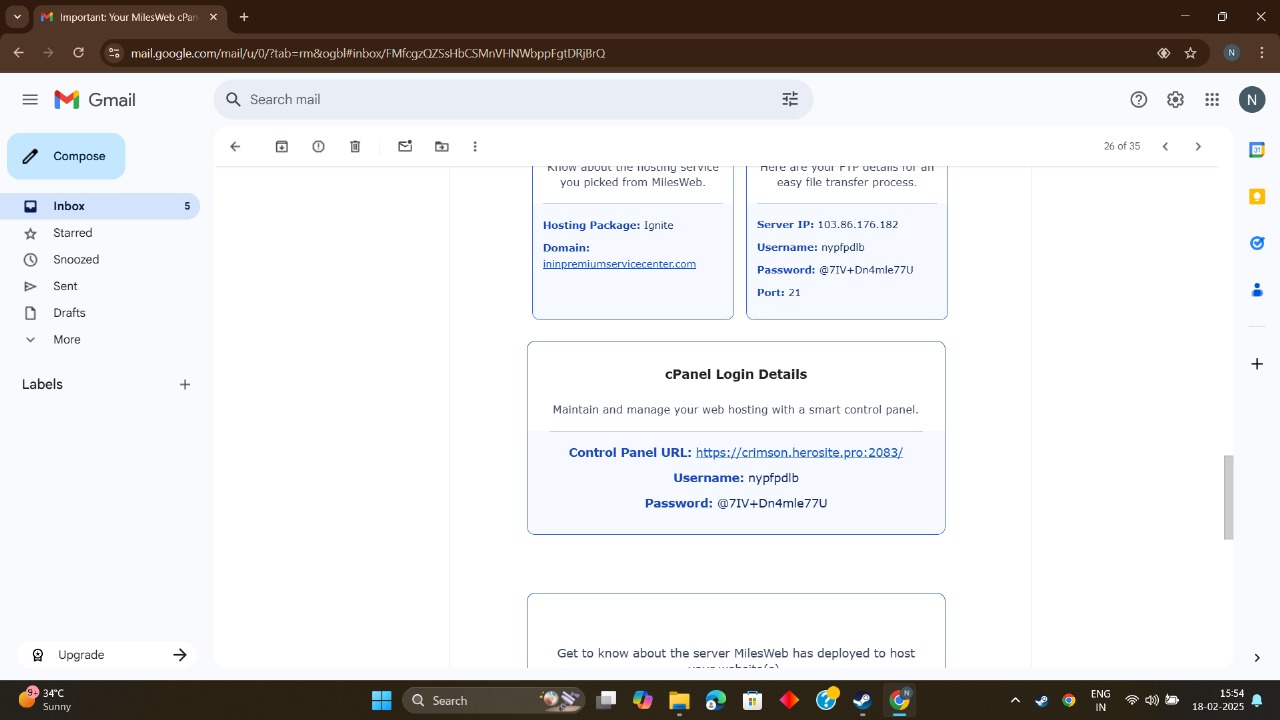 Important: Your MilesWeb cPan
mail.google.com/mail/u/0/?tab=rm&ogbl#inbox/FMfcgzQZSsHbCSMnVHNWbppFgtDRjBrQ
N
Gmail
Search mail
N
Compose
26 of 35
Inbox 5
Starred
Snoozed
Sent
Drafts
More
Labels
Upgrade
31
Know about the hosting service
you picked from MilesWeb.
Hosting Package: Ignite
Domain:
ininpremiumservicecenter.com
Here are your FTP details for an
easy file transfer process.
Server IP: 103.86.176.182
Username: nypfpdlb
Password: @7IV+Dn4mle77U
Port: 21
cPanel Login Details
Maintain and manage your web hosting with a smart control panel.
Control Panel URL: https://crimson.herosite.pro:2083/
Username: nypfpdlb
Password: @7IV+Dn4mle77U
Get to know about the server MilesWeb has deployed to host
your website(s).
9+
34°C
Sunny
Search
N
ENG
IN
15:54
18-02-2025